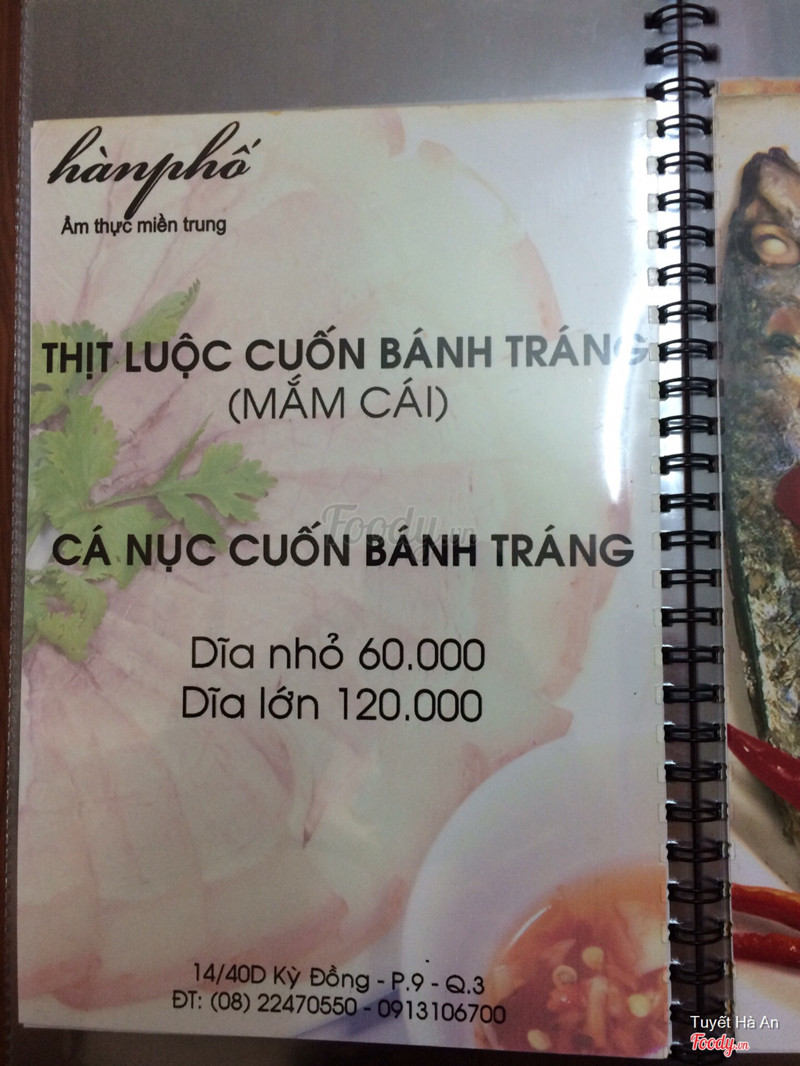 hànphố
Ẩm thực miền trung
THỊT LUỘC CUỐN BÁNH TRÁNG
(MẮM CÁI)
Foody.vn
CÁ NỤC CUỐN BÁNH TRÁNG
Dĩa nhỏ 60.000
Dĩa lớn 120.000
14/40D Kỳ Đồng - P.9 - Q.3
ĐT: (08) 22470550 - 0913106700
Tuyết Hà An
Foody.vn